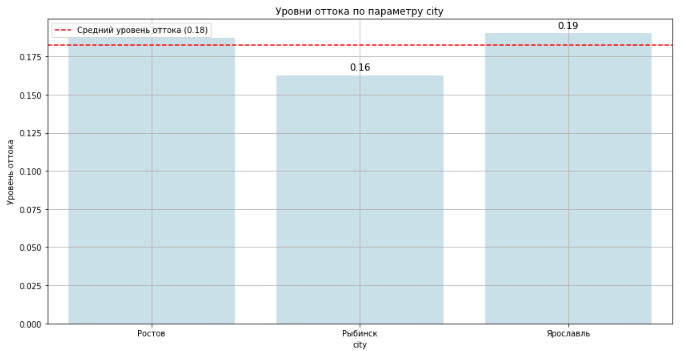 Уровни оттока по параметру city
Средний уровень оттока (0.18)
0.19
0.16
0.175
0.150
0.125
0.100
0.075
0.050
0.025
0.000
Уровень оттока
Ростов
Рыбинск
Ярославль
city